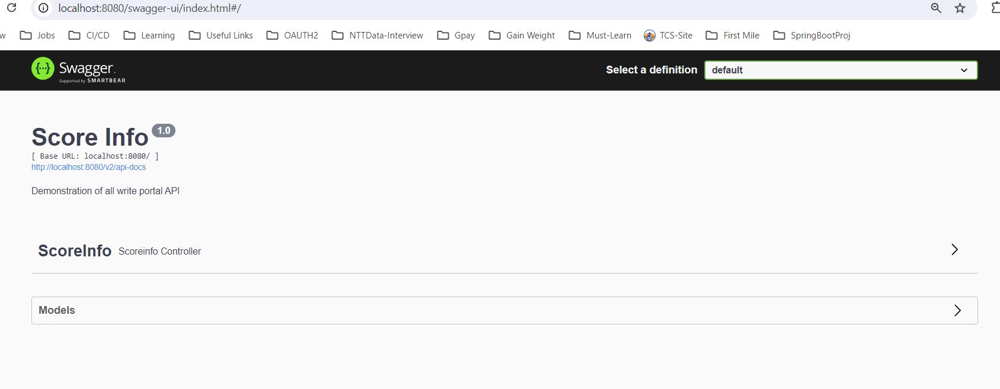 localhost:8080/swagger-ui/index.html#/
Jobs CI/CD Learning Useful Links OAUTH2 NTTData-Interview Gpay Gain Weight Must-Learn TCS-Site First Mile SpringBootProj
Swagger.
Supported by SMARTBEAR
Select a definition default
Score Info 1.0
[ Base URL: localhost:8080/ ]
http://localhost:8080/v2/api-docs
Demonstration of all write portal API
ScoreInfo Scoreinfo Controller
Models